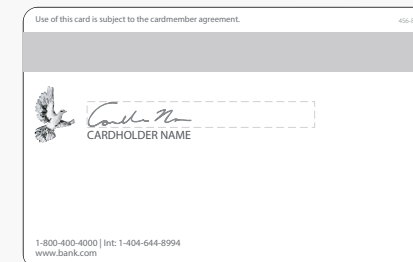 Use of this card is subject to the cardmember agreement.
CARDHOLDER NAME
1-800-400-4000 | Int: 1-404-644-8994
www.bank.com